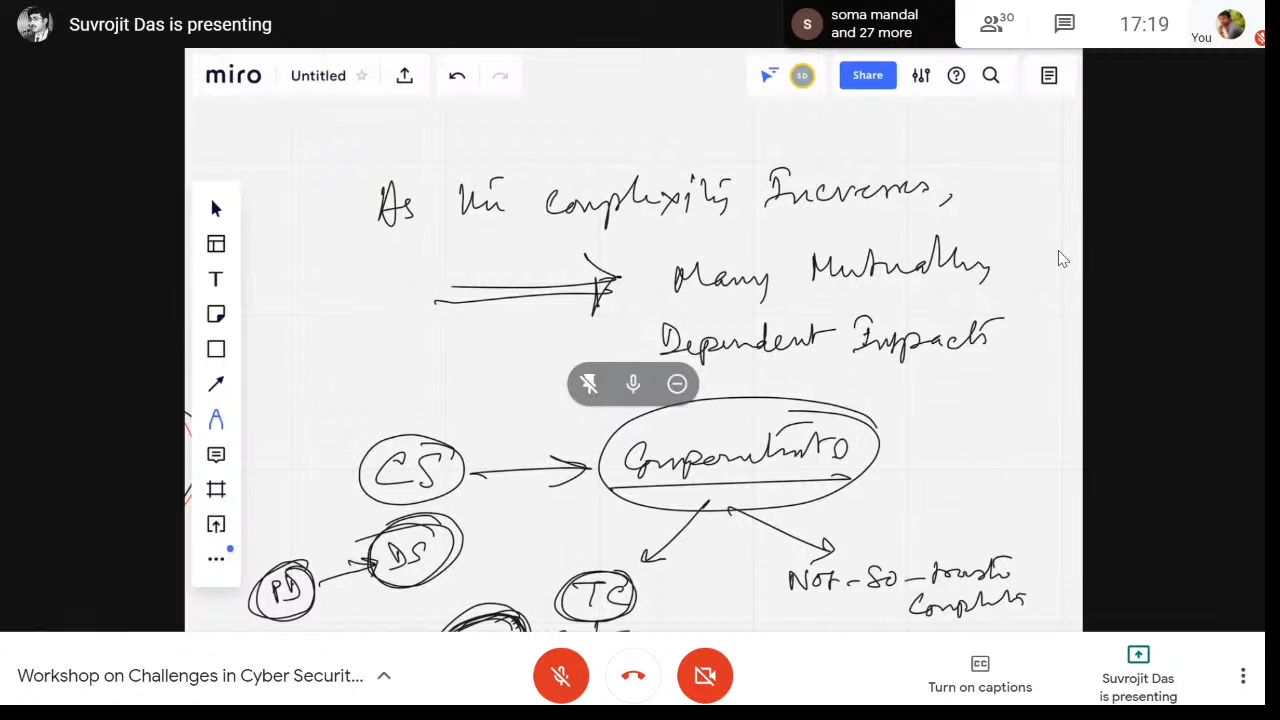 Suvrojit Das is presenting
S
soma mandal
and 27 more
30
17:19
You
miro
Untitled
SD
Share
T
As the complexity Increases,
Many Mutually
Dependent Impacts
CS
DS
PD
TC
Not-so-trusted
Workshop on Challenges in Cyber Securit...
CC
Turn on captions
Suvrojit Das
is presenting